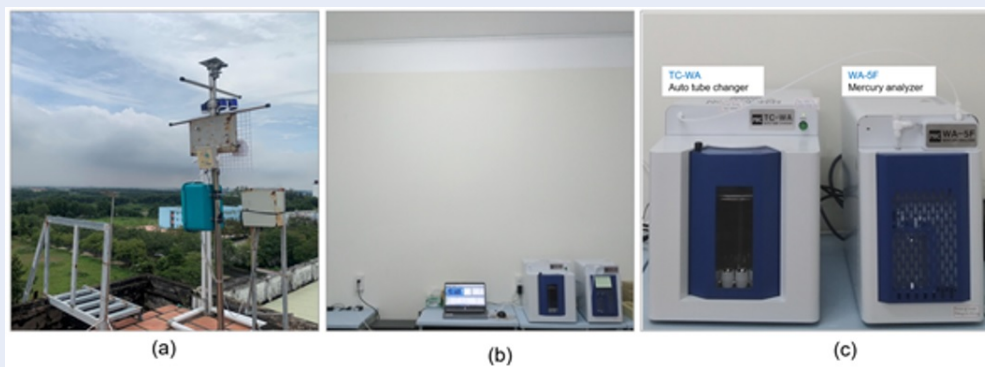 TC-WA
Auto tube changer
WA-5F
Mercury analyzer
TC-WA
WA-5F
(a)
(b)
(c)